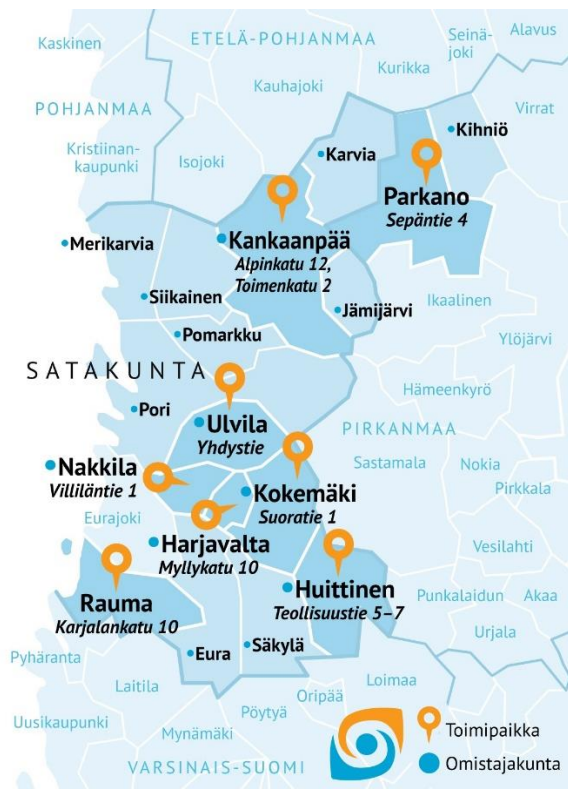 Kaskinen
ETELÄ-POHJANMAA
Seinä-
joki
Alavus
Kurikka
Kauhajoki
POHJANMAA
Virrat
Kihniö
Kristiinan-
kaupunki
Isojoki
Karvia
Parkano
Sepäntie 4
Merikarvia
Kankaanpää
Alpinkatu 12,
Toimenkatu 2
Siikainen
Jämijärvi
Ikaalinen
Pomarkku
Ylöjärvi
SATAKUNTA
Hämeenkyrö
Pori
Ulvila
Yhdystie
PIRKANMAA
Nakkila
Villiläntie 1
Sastamala
Nokia
Pirkkala
Kokemäki
Suoratie 1
Eurajoki
Harjavalta
Myllykatu 10
Vesilahti
Rauma
Karjalankatu 10
Huittinen
Teollisuustie 5–7
Punkalaidun
Akaa
Urjala
Pyhäranta
Eura
Säkylä
Laitila
Loimaa
Oripää
Uusikaupunki
Pöytyä
Mynämäki
VARSINAIS-SUOMI
Toimipaikka
Omistajakunta